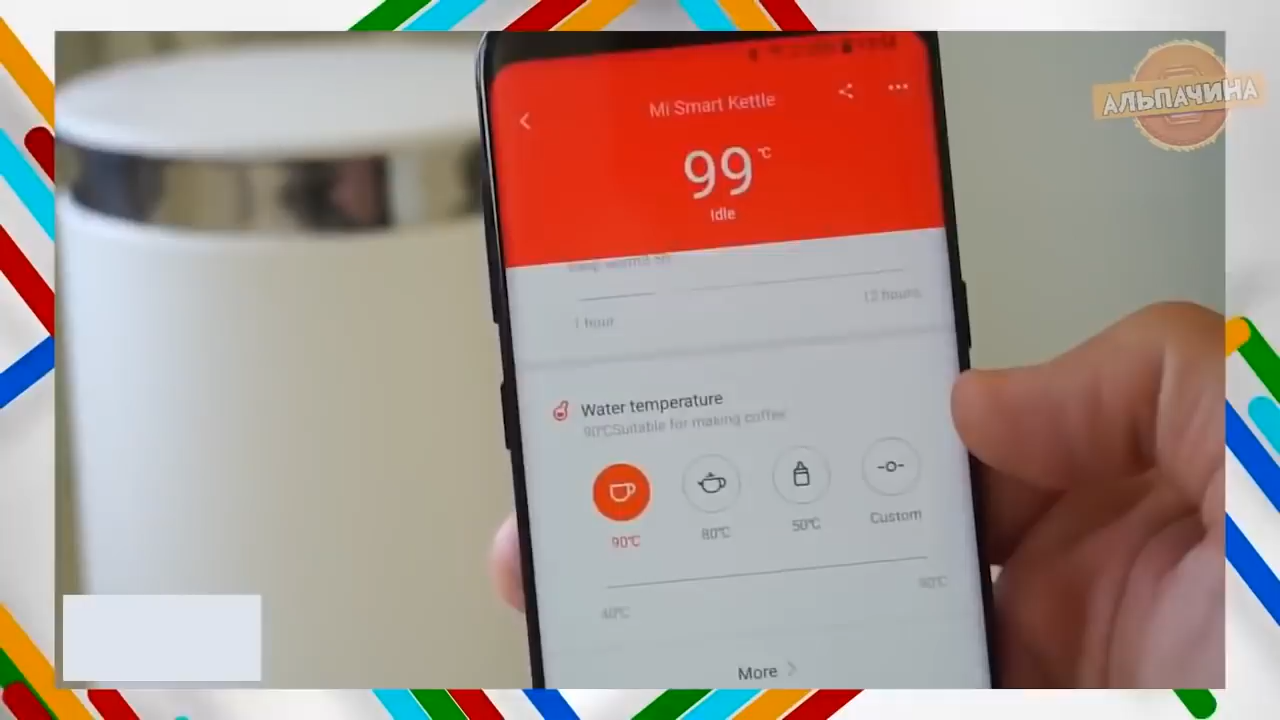 АЛЬПАЧИНА
Mi Smart Kettle
99 °C
Idle
1 hour
12 hours
Water temperature
90℃Suitable for making coffee
90℃
80℃
50℃
Custom
40℃
90℃
More